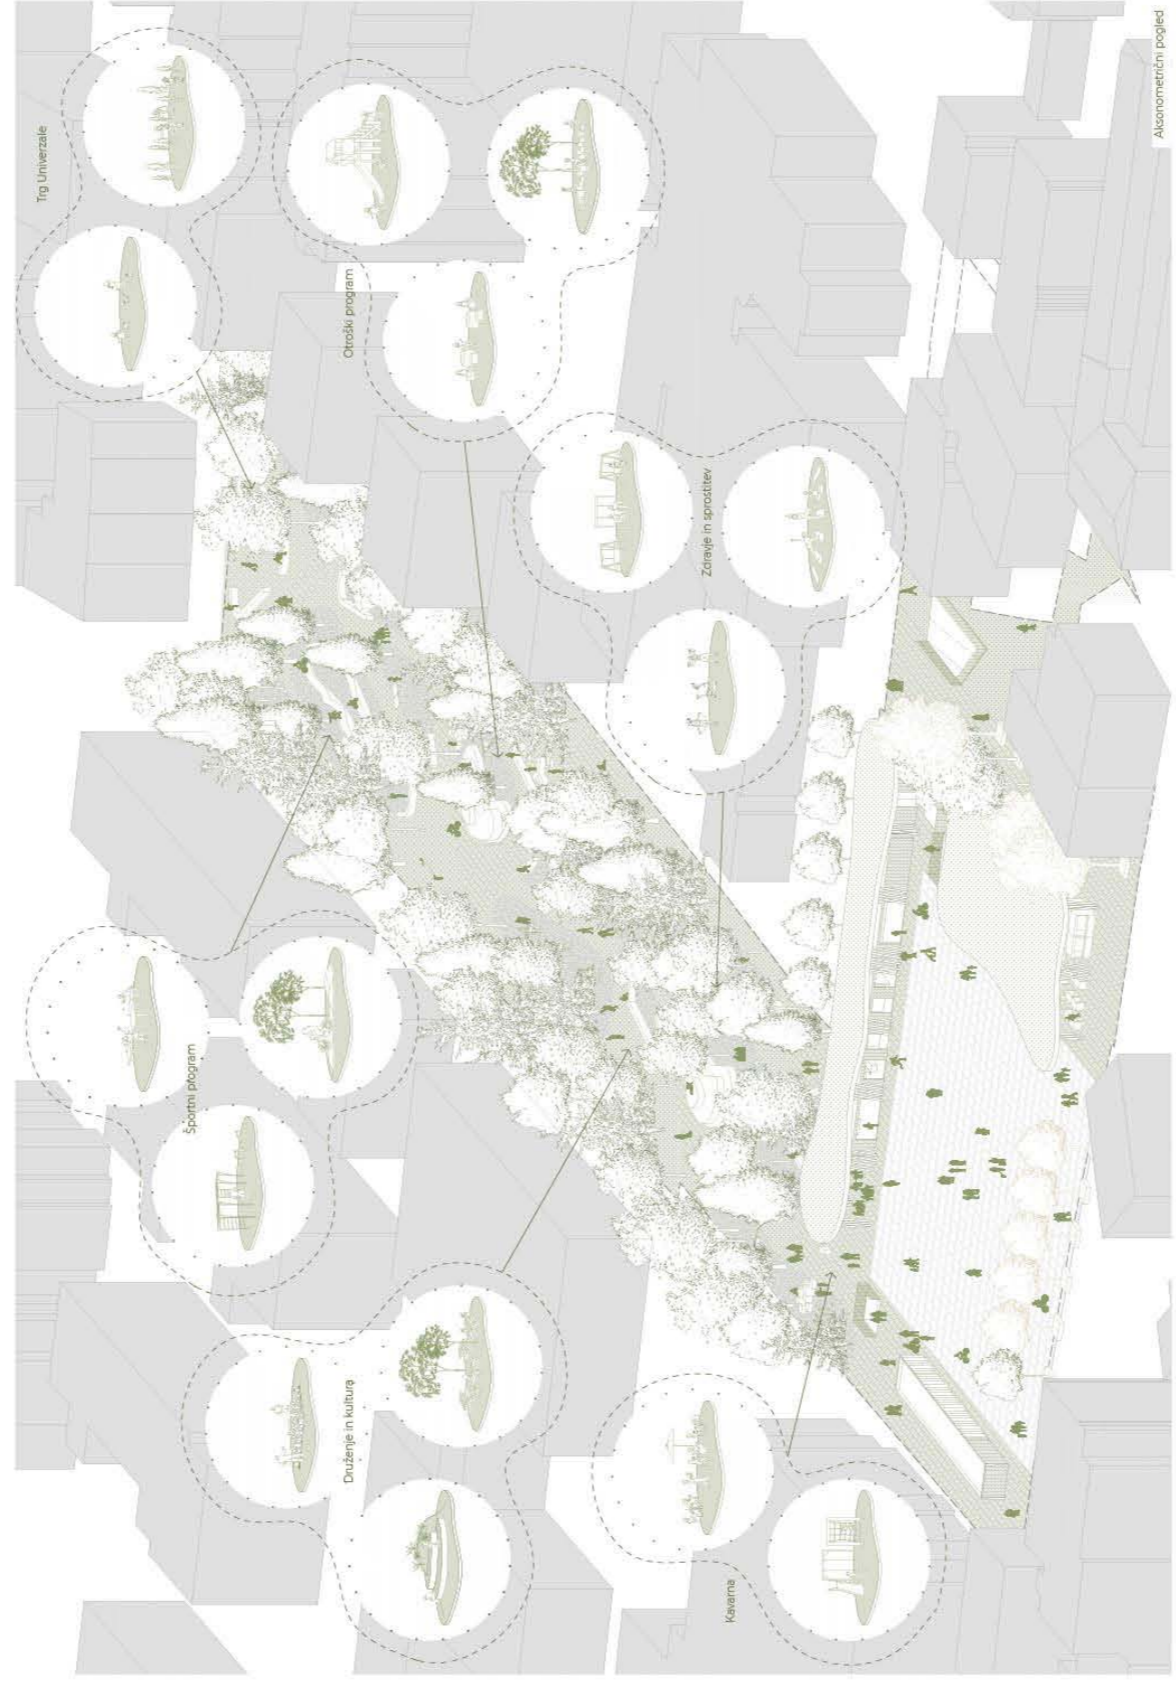 Trg Univerzale
Otroški program
Zdravje in sprostitev
Športni program
Druženje in kultura
Kavarna
Aksonometrični pogled